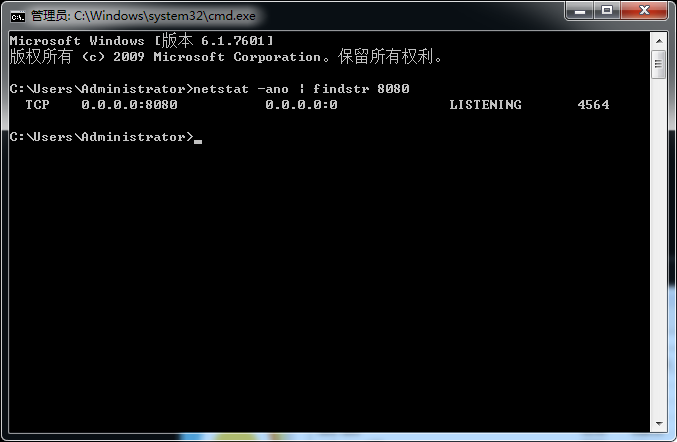 管理员: C:\Windows\system32\cmd.exe
Microsoft Windows [版本 6.1.7601]
版权所有 (c) 2009 Microsoft Corporation。保留所有权利。
C:\Users\Administrator>netstat -ano | findstr 8080
TCP    0.0.0.0:8080           0.0.0.0:0              LISTENING       4564
C:\Users\Administrator>